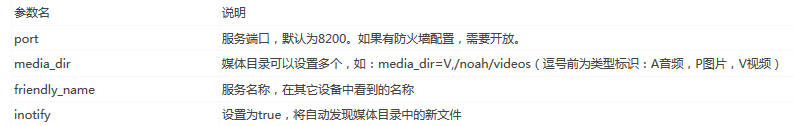 参数名 说明
port 服务端口，默认为8200。如果有防火墙配置，需要开放。
media_dir 媒体目录可以设置多个，如：media_dir=V,/noah/videos（逗号前为类型标识：A音频，P图片，V视频）
friendly_name 服务名称，在其它设备中看到的名称
inotify 设置为true，将自动发现媒体目录中的新文件